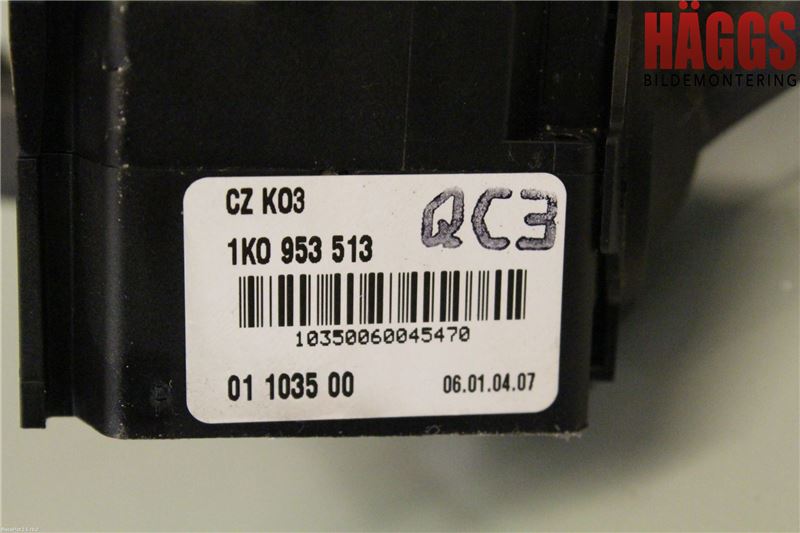 HÄGGS
BILDEMONTERING
CZ K03
QC3
1K0 953 513
10350060045470
01 1035 00
06.01.04.07